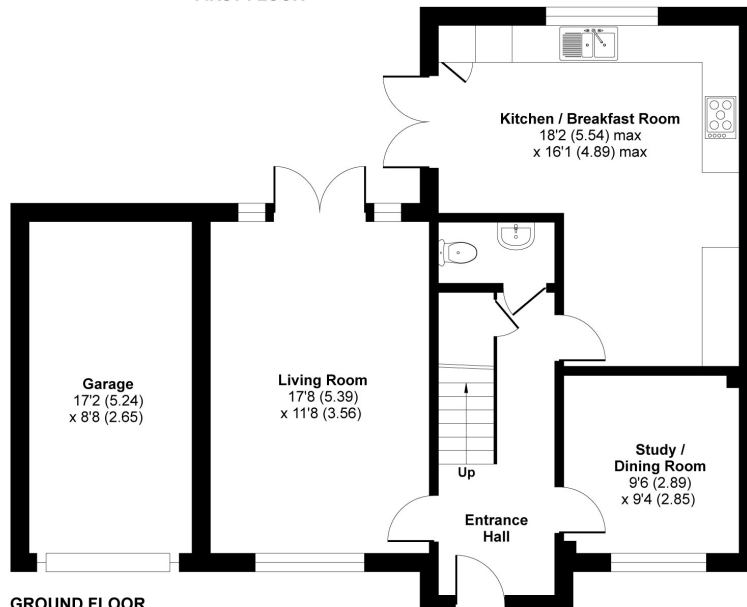 Kitchen / Breakfast Room
18'2 (5.54) max
x 16'1 (4.89) max
Garage
17'2 (5.24)
x 8'8 (2.65)
Living Room
17'8 (5.39)
x 11'8 (3.56)
Study /
Dining Room
9'6 (2.89)
x 9'4 (2.85)
Up
Entrance
Hall
GROUND FLOOR